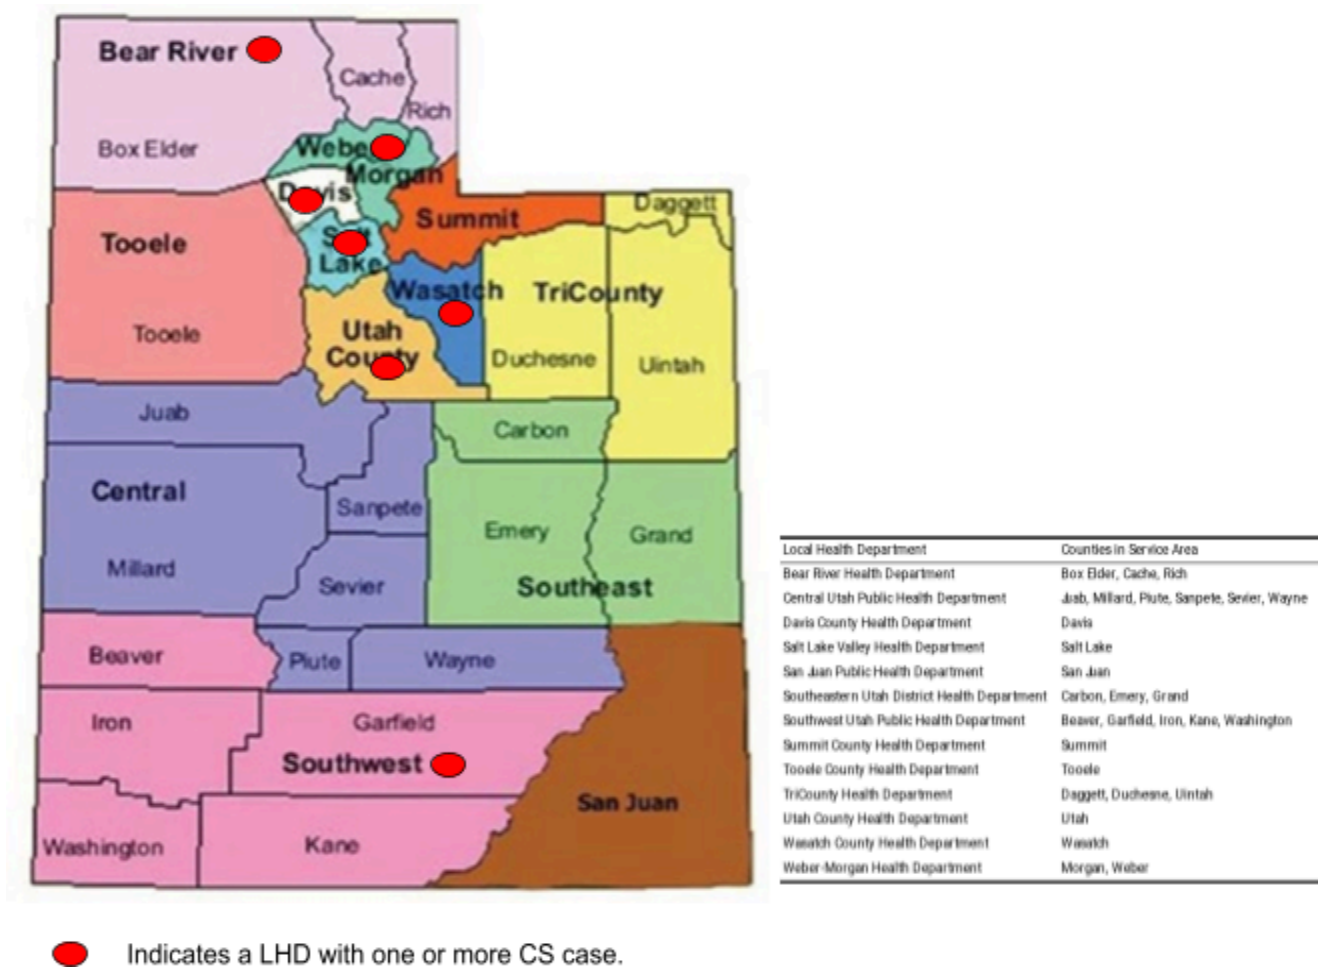 Bear River
Cache
Rich
Box Elder
Weber
Morgan
Davis
Summit
Daggett
Tooele
Salt
Lake
Wasatch
TriCounty
Tooele
Utah
County
Duchesne
Uintah
Juab
Carbon
Central
Sanpete
Emery
Grand
Millard
Sevier
Southeast
Beaver
Piute
Wayne
Iron
Garfield
Southwest
San Juan
Washington
Kane
Local Health Department Counties in Service Area
Bear River Health Department Box Elder, Cache, Rich
Central Utah Public Health Department Juab, Millard, Piute, Sanpete, Sevier, Wayne
Davis County Health Department Davis
Salt Lake Valley Health Department Salt Lake
San Juan Public Health Department San Juan
Southeastern Utah District Health Department Carbon, Emery, Grand
Southwest Utah Public Health Department Beaver, Garfield, Iron, Kane, Washington
Summit County Health Department Summit
Tooele County Health Department Tooele
TriCounty Health Department Daggett, Duchesne, Uintah
Utah County Health Department Utah
Wasatch County Health Department Wasatch
Weber-Morgan Health Department Morgan, Weber
Indicates a LHD with one or more CS case.